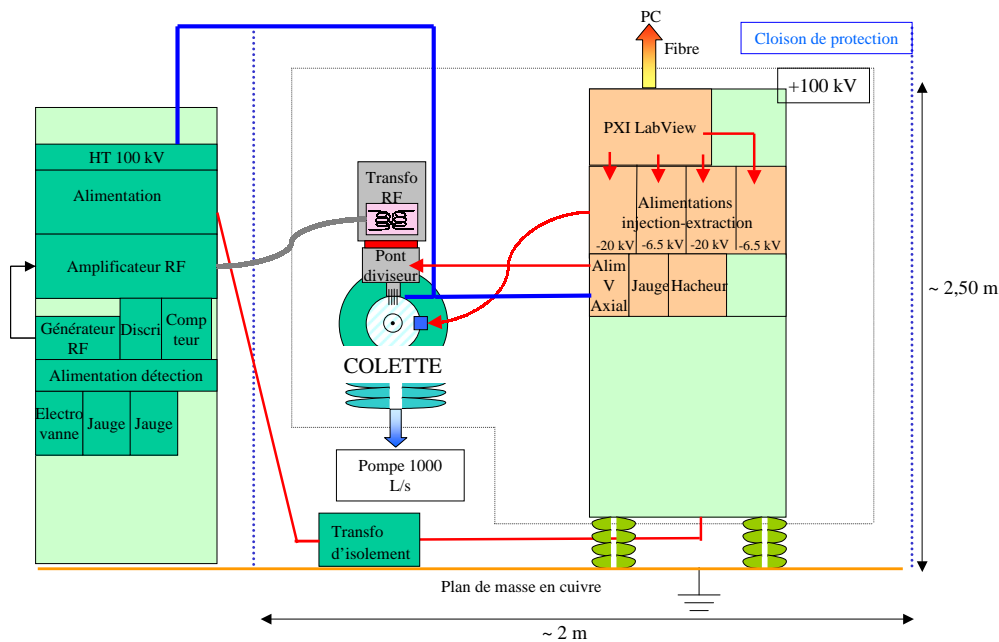 PC
Fibre
Cloison de protection
+100 kV
PXI LabView
HT 100 kV
Alimentation
Transfo
RF
Alimentations
injection-extraction
-20 kV
-6.5 kV
-20 kV
-6.5 kV
Amplificateur RF
Pont
diviseur
Alim
V
Axial
Jauge
Hacheur
~ 2,50 m
Générateur
RF
Discri
Comp
teur
COLETTE
Alimentation détection
Electro
vanne
Jauge
Jauge
Pompe 1000
L/s
Transfo
d'isolement
Plan de masse en cuivre
~ 2 m